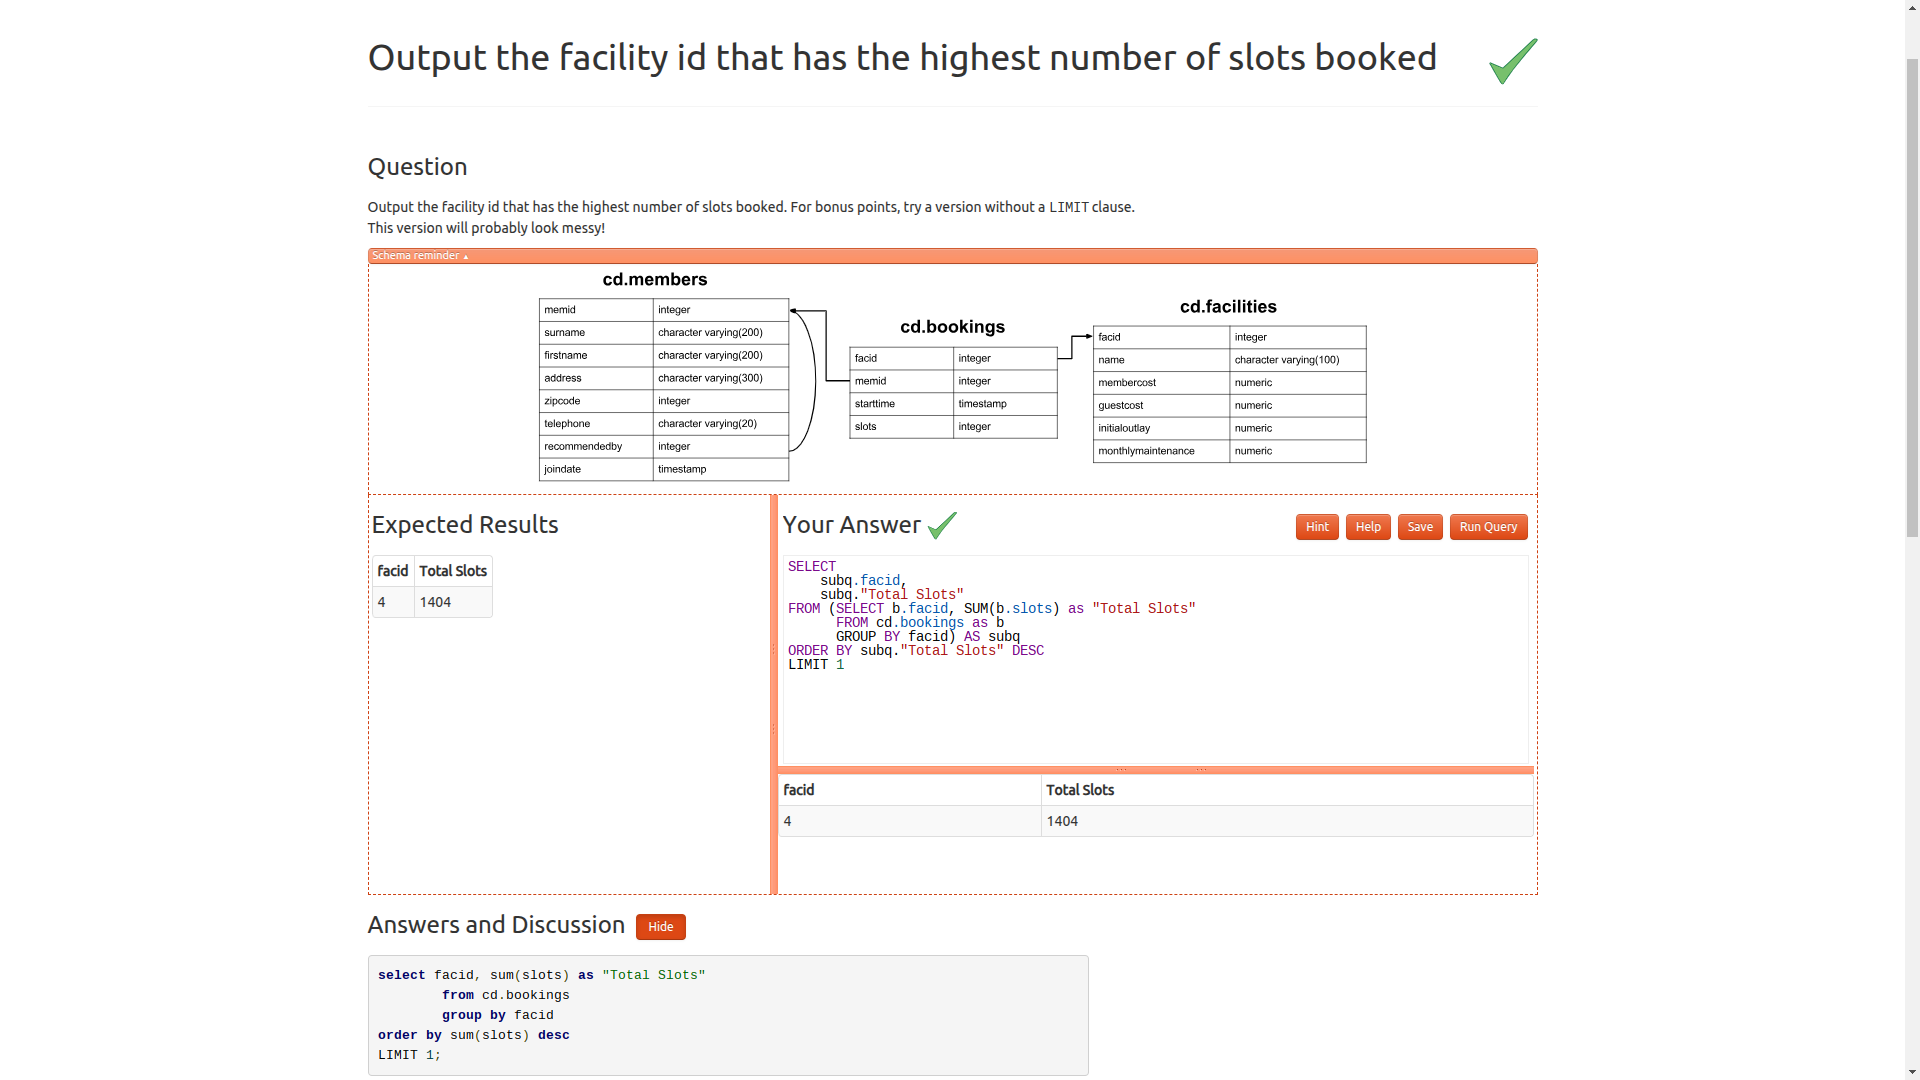 Output the facility id that has the highest number of slots booked
Question
Output the facility id that has the highest number of slots booked. For bonus points, try a version without a LIMIT clause.
This version will probably look messy!
Schema reminder ▴
cd.members
memid integer
surname character varying(200)
firstname character varying(200)
address character varying(300)
zipcode integer
telephone character varying(20)
recommendedby integer
joindate timestamp
cd.bookings
facid integer
memid integer
starttime timestamp
slots integer
cd.facilities
facid integer
name character varying(100)
membercost numeric
guestcost numeric
initialoutlay numeric
monthlymaintenance numeric
Expected Results
facid Total Slots
4 1404
Your Answer
Hint Help Save Run Query
SELECT
    subq.facid,
    subq."Total Slots"
FROM (SELECT b.facid, SUM(b.slots) as "Total Slots"
      FROM cd.bookings as b
      GROUP BY facid) AS subq
ORDER BY subq."Total Slots" DESC
LIMIT 1
facid Total Slots
4 1404
Answers and Discussion Hide
select facid, sum(slots) as "Total Slots"
        from cd.bookings
        group by facid
order by sum(slots) desc
LIMIT 1;